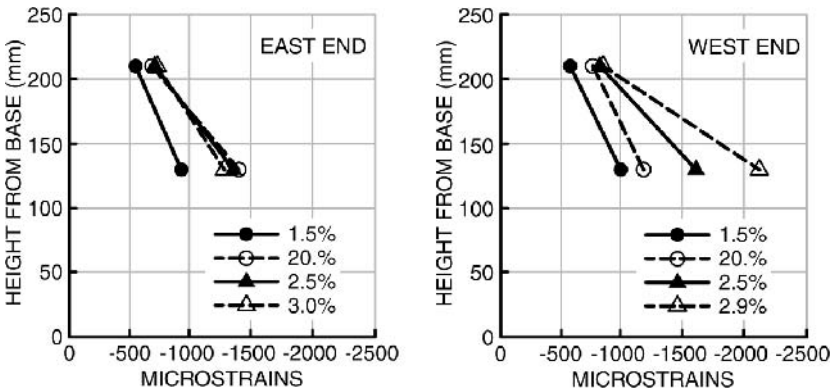 EAST END
HEIGHT FROM BASE (mm)
250
200
150
100
50
0
1.5%
20.%
2.5%
3.0%
0 -500 -1000 -1500 -2000 -2500
MICROSTRAINS
WEST END
HEIGHT FROM BASE (mm)
250
200
150
100
50
0
1.5%
20.%
2.5%
2.9%
0 -500 -1000 -1500 -2000 -2500
MICROSTRAINS